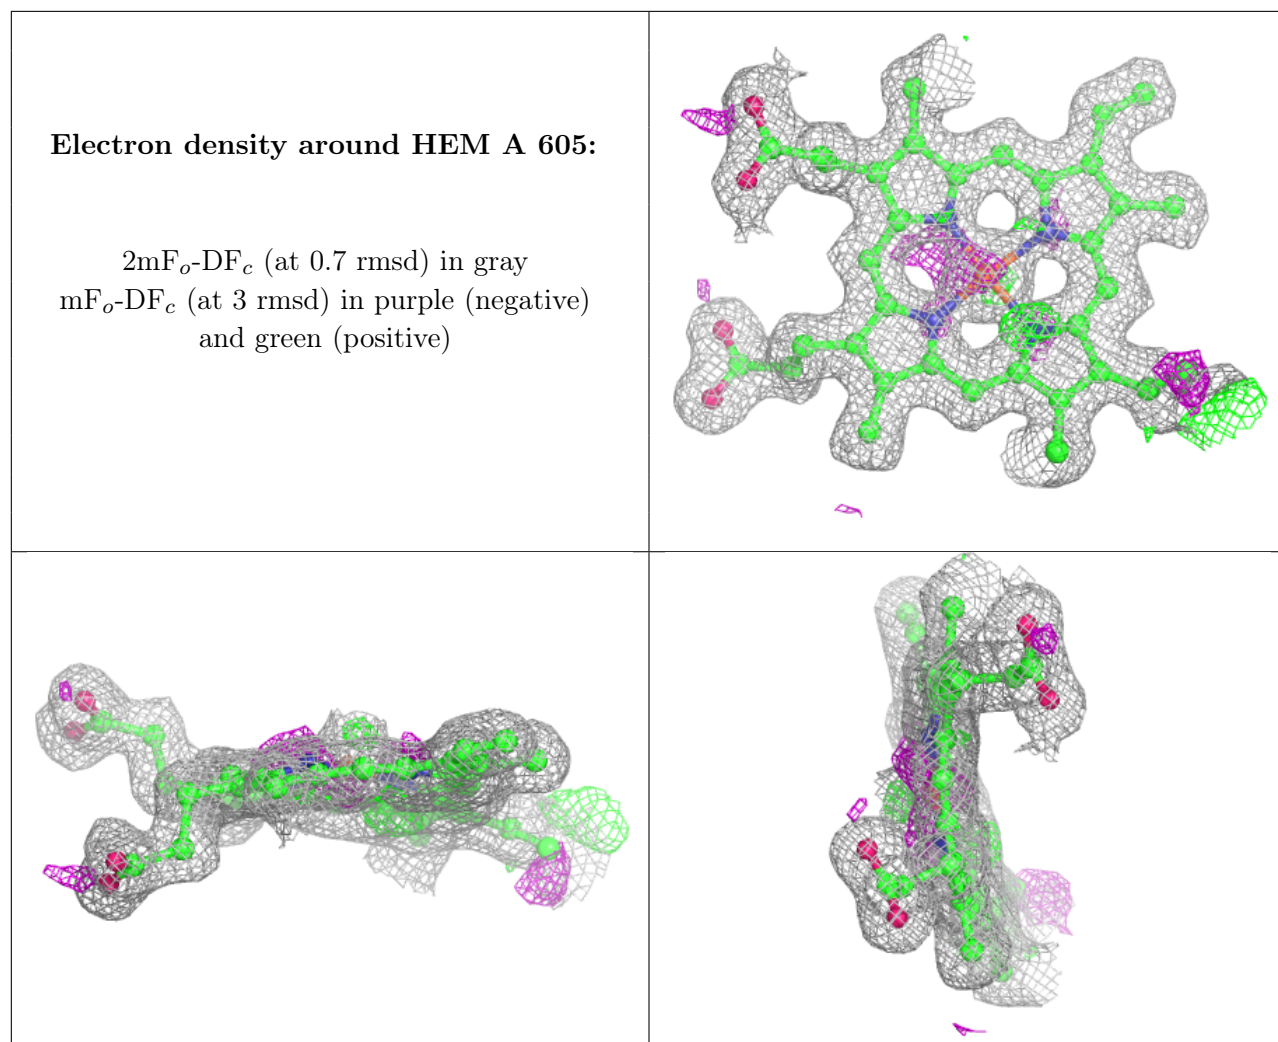 Electron density around HEM A 605:
2mFₒ-DF𝒸 (at 0.7 rmsd) in gray
mFₒ-DF𝒸 (at 3 rmsd) in purple (negative)
and green (positive)